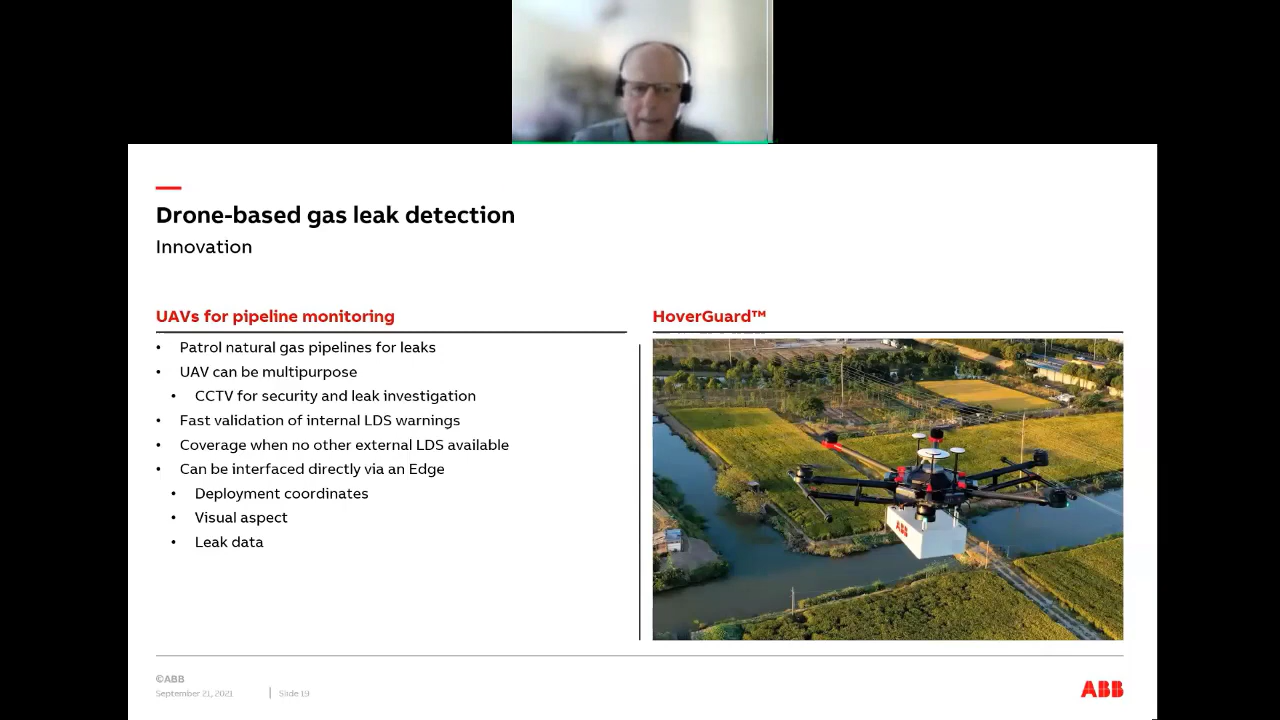 Drone-based gas leak detection
Innovation
UAVs for pipeline monitoring
• Patrol natural gas pipelines for leaks
• UAV can be multipurpose
• CCTV for security and leak investigation
• Fast validation of internal LDS warnings
• Coverage when no other external LDS available
• Can be interfaced directly via an Edge
• Deployment coordinates
• Visual aspect
• Leak data
HoverGuard™
ABB
©ABB
September 21, 2021
Slide 19
ABB